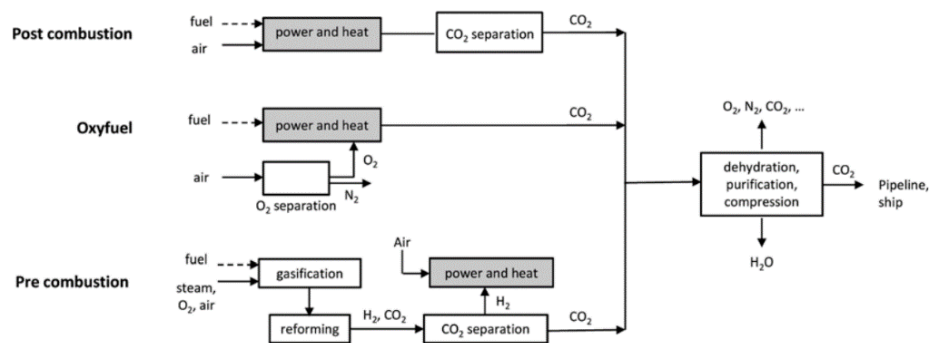 Post combustion
fuel
air
power and heat
CO₂ separation
CO₂
Oxyfuel
fuel
power and heat
CO₂
air
O₂
N₂
O₂ separation
O₂, N₂, CO₂, ...
dehydration,
purification,
compression
CO₂
Pipeline,
ship
H₂O
Pre combustion
fuel
steam,
O₂, air
gasification
reforming
H₂, CO₂
Air
power and heat
H₂
CO₂ separation
CO₂